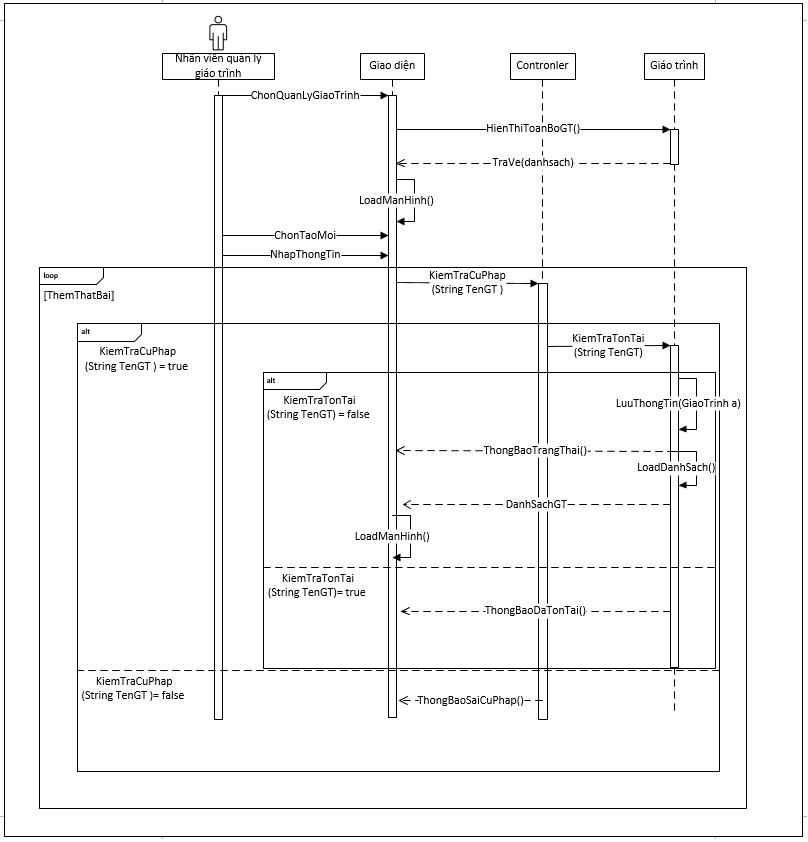 Nhân viên quản lý
giáo trình
Giao diện
Contronler
Giáo trình
ChonQuanLyGiaoTrinh
HienThiToanBoGT()
TraVe(danhsach)
LoadManHinh()
ChonTaoMoi
NhapThongTin
loop
[ThemThatBai]
KiemTraCuPhap
(String TenGT )
alt
KiemTraCuPhap
(String TenGT ) = true
KiemTraTonTai
(String TenGT)
alt
KiemTraTonTai
(String TenGT) = false
LuuThongTin(GiaoTrinh a)
ThongBaoTrangThai()
LoadDanhSach()
DanhSachGT
LoadManHinh()
KiemTraTonTai
(String TenGT)= true
ThongBaoDaTonTai()
KiemTraCuPhap
(String TenGT )= false
ThongBaoSaiCuPhap()